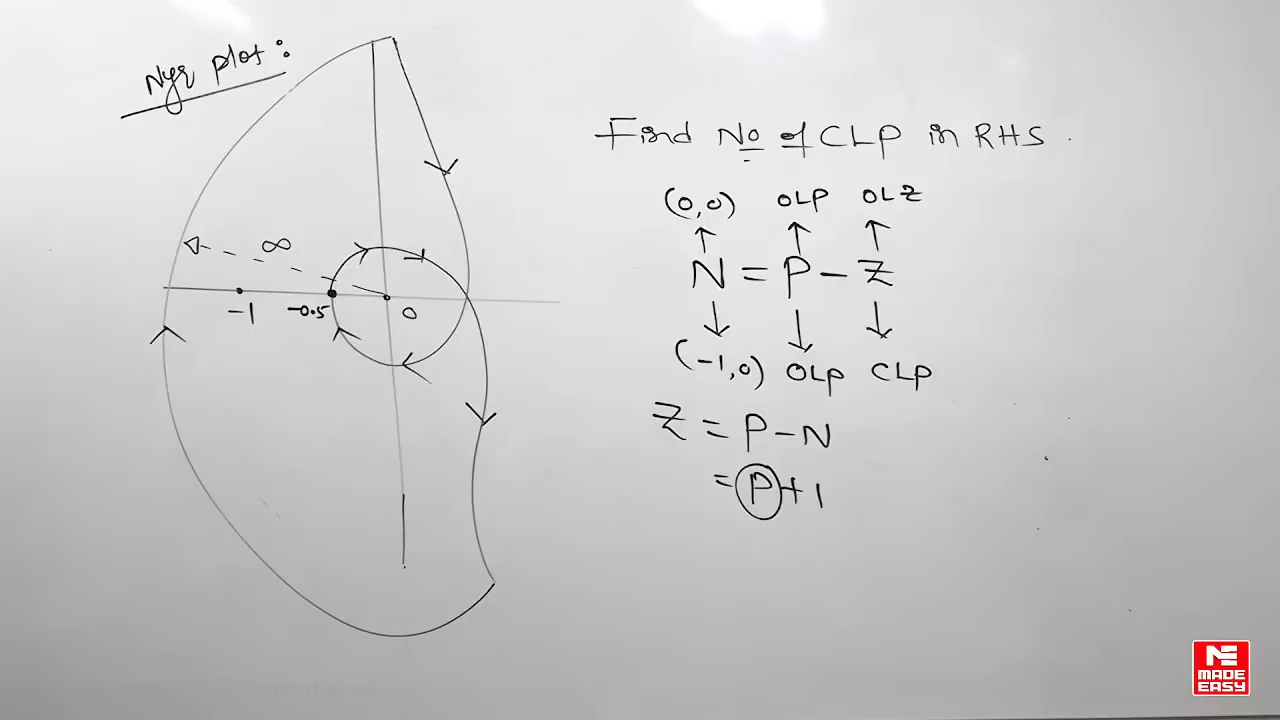 Nyq plot :
Find No of CLP in RHS.
(0,0) OLP OLZ
↑ ↑ ↑
N = P - Z
↓ ↓ ↓
(-1,0) OLP CLP
Z = P - N
= P + 1
∞
-1 -0.5 0
ME
MADE
EASY